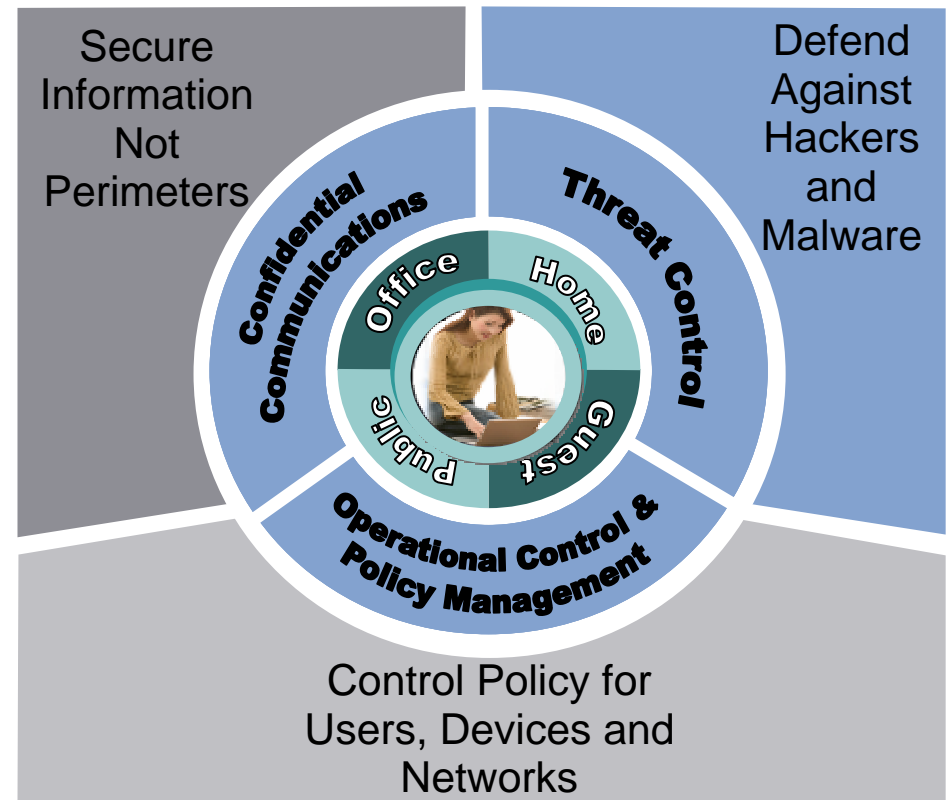 Secure
Information
Not
Perimeters
Defend
Against
Hackers
and
Malware
Confidential
Communications
Threat Control
Office
Home
Public
Guest
Operational Control &
Policy Management
Control Policy for
Users, Devices and
Networks